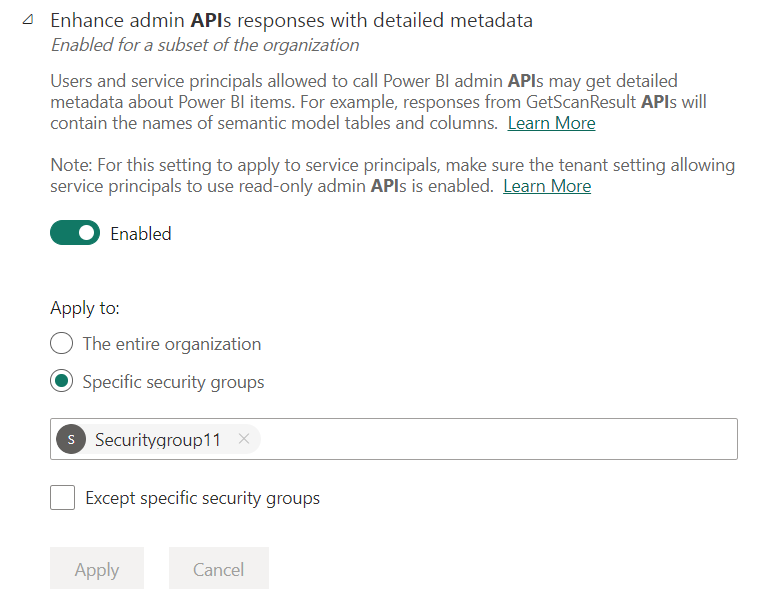 Enhance admin APIs responses with detailed metadata
Enabled for a subset of the organization
Users and service principals allowed to call Power BI admin APIs may get detailed
metadata about Power BI items. For example, responses from GetScanResult APIs will
contain the names of semantic model tables and columns. Learn More
Note: For this setting to apply to service principals, make sure the tenant setting allowing
service principals to use read-only admin APIs is enabled. Learn More
Enabled
Apply to:
The entire organization
Specific security groups
S Securitygroup11
Except specific security groups
Apply Cancel